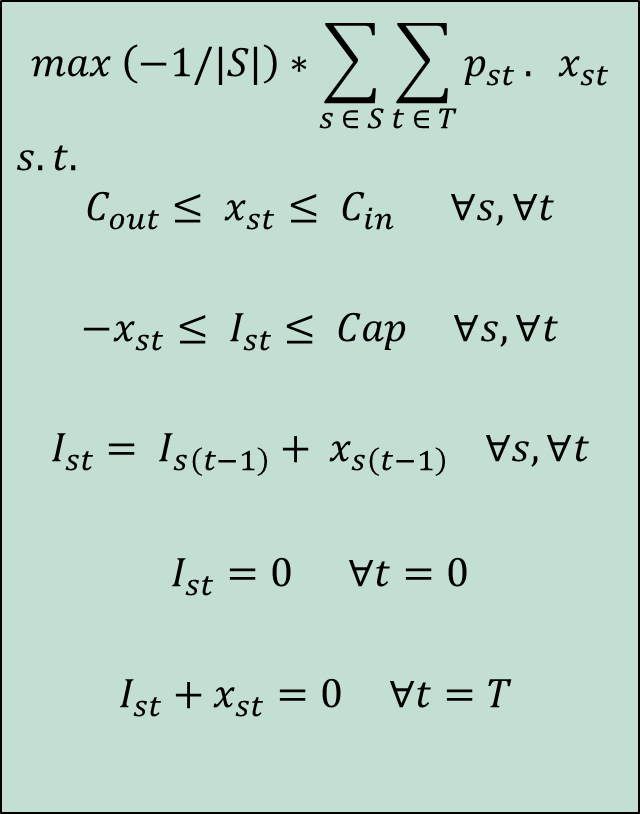 max (−1/|S|) ∗ ∑_{s ∈ S} ∑_{t ∈ T} p_{st} . x_{st}
s. t.
C_{out} ≤ x_{st} ≤ C_{in} ∀s, ∀t
−x_{st} ≤ I_{st} ≤ Cap ∀s, ∀t
I_{st} = I_{s(t−1)} + x_{s(t−1)} ∀s, ∀t
I_{st} = 0 ∀t = 0
I_{st} + x_{st} = 0 ∀t = T